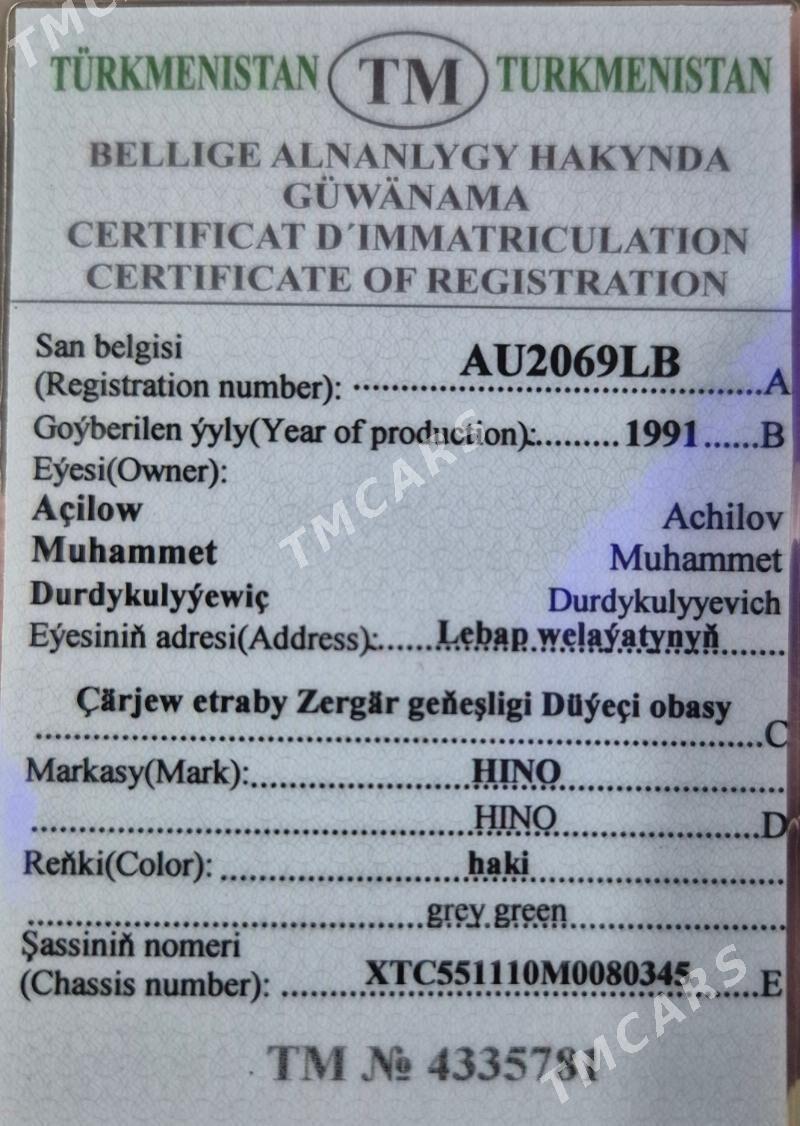 TMCARS
TÜRKMENISTAN TM TURKMENISTAN
BELLIGE ALNANLYGY HAKYNDA
GÜWÄNAMA
CERTIFICAT D´IMMATRICULATION
CERTIFICATE OF REGISTRATION
San belgisi
(Registration number): AU2069LB A
Goýberilen ýyly(Year of production): 1991 B
Eýesi(Owner):
Açilow Achilov
Muhammet Muhammet
Durdykulyýewiç Durdykulyyevich
TMCARS
Eýesiniň adresi(Address): Lebap welaýatynyň
Çärjew etraby Zergär geňeşligi Düýeçi obasy
C
Markasy(Mark): HINO
HINO D
Reňki(Color): haki
grey green
Şassiniň nomeri
(Chassis number): XTC551110M0080345 E
TM № 4335781
TMCARS